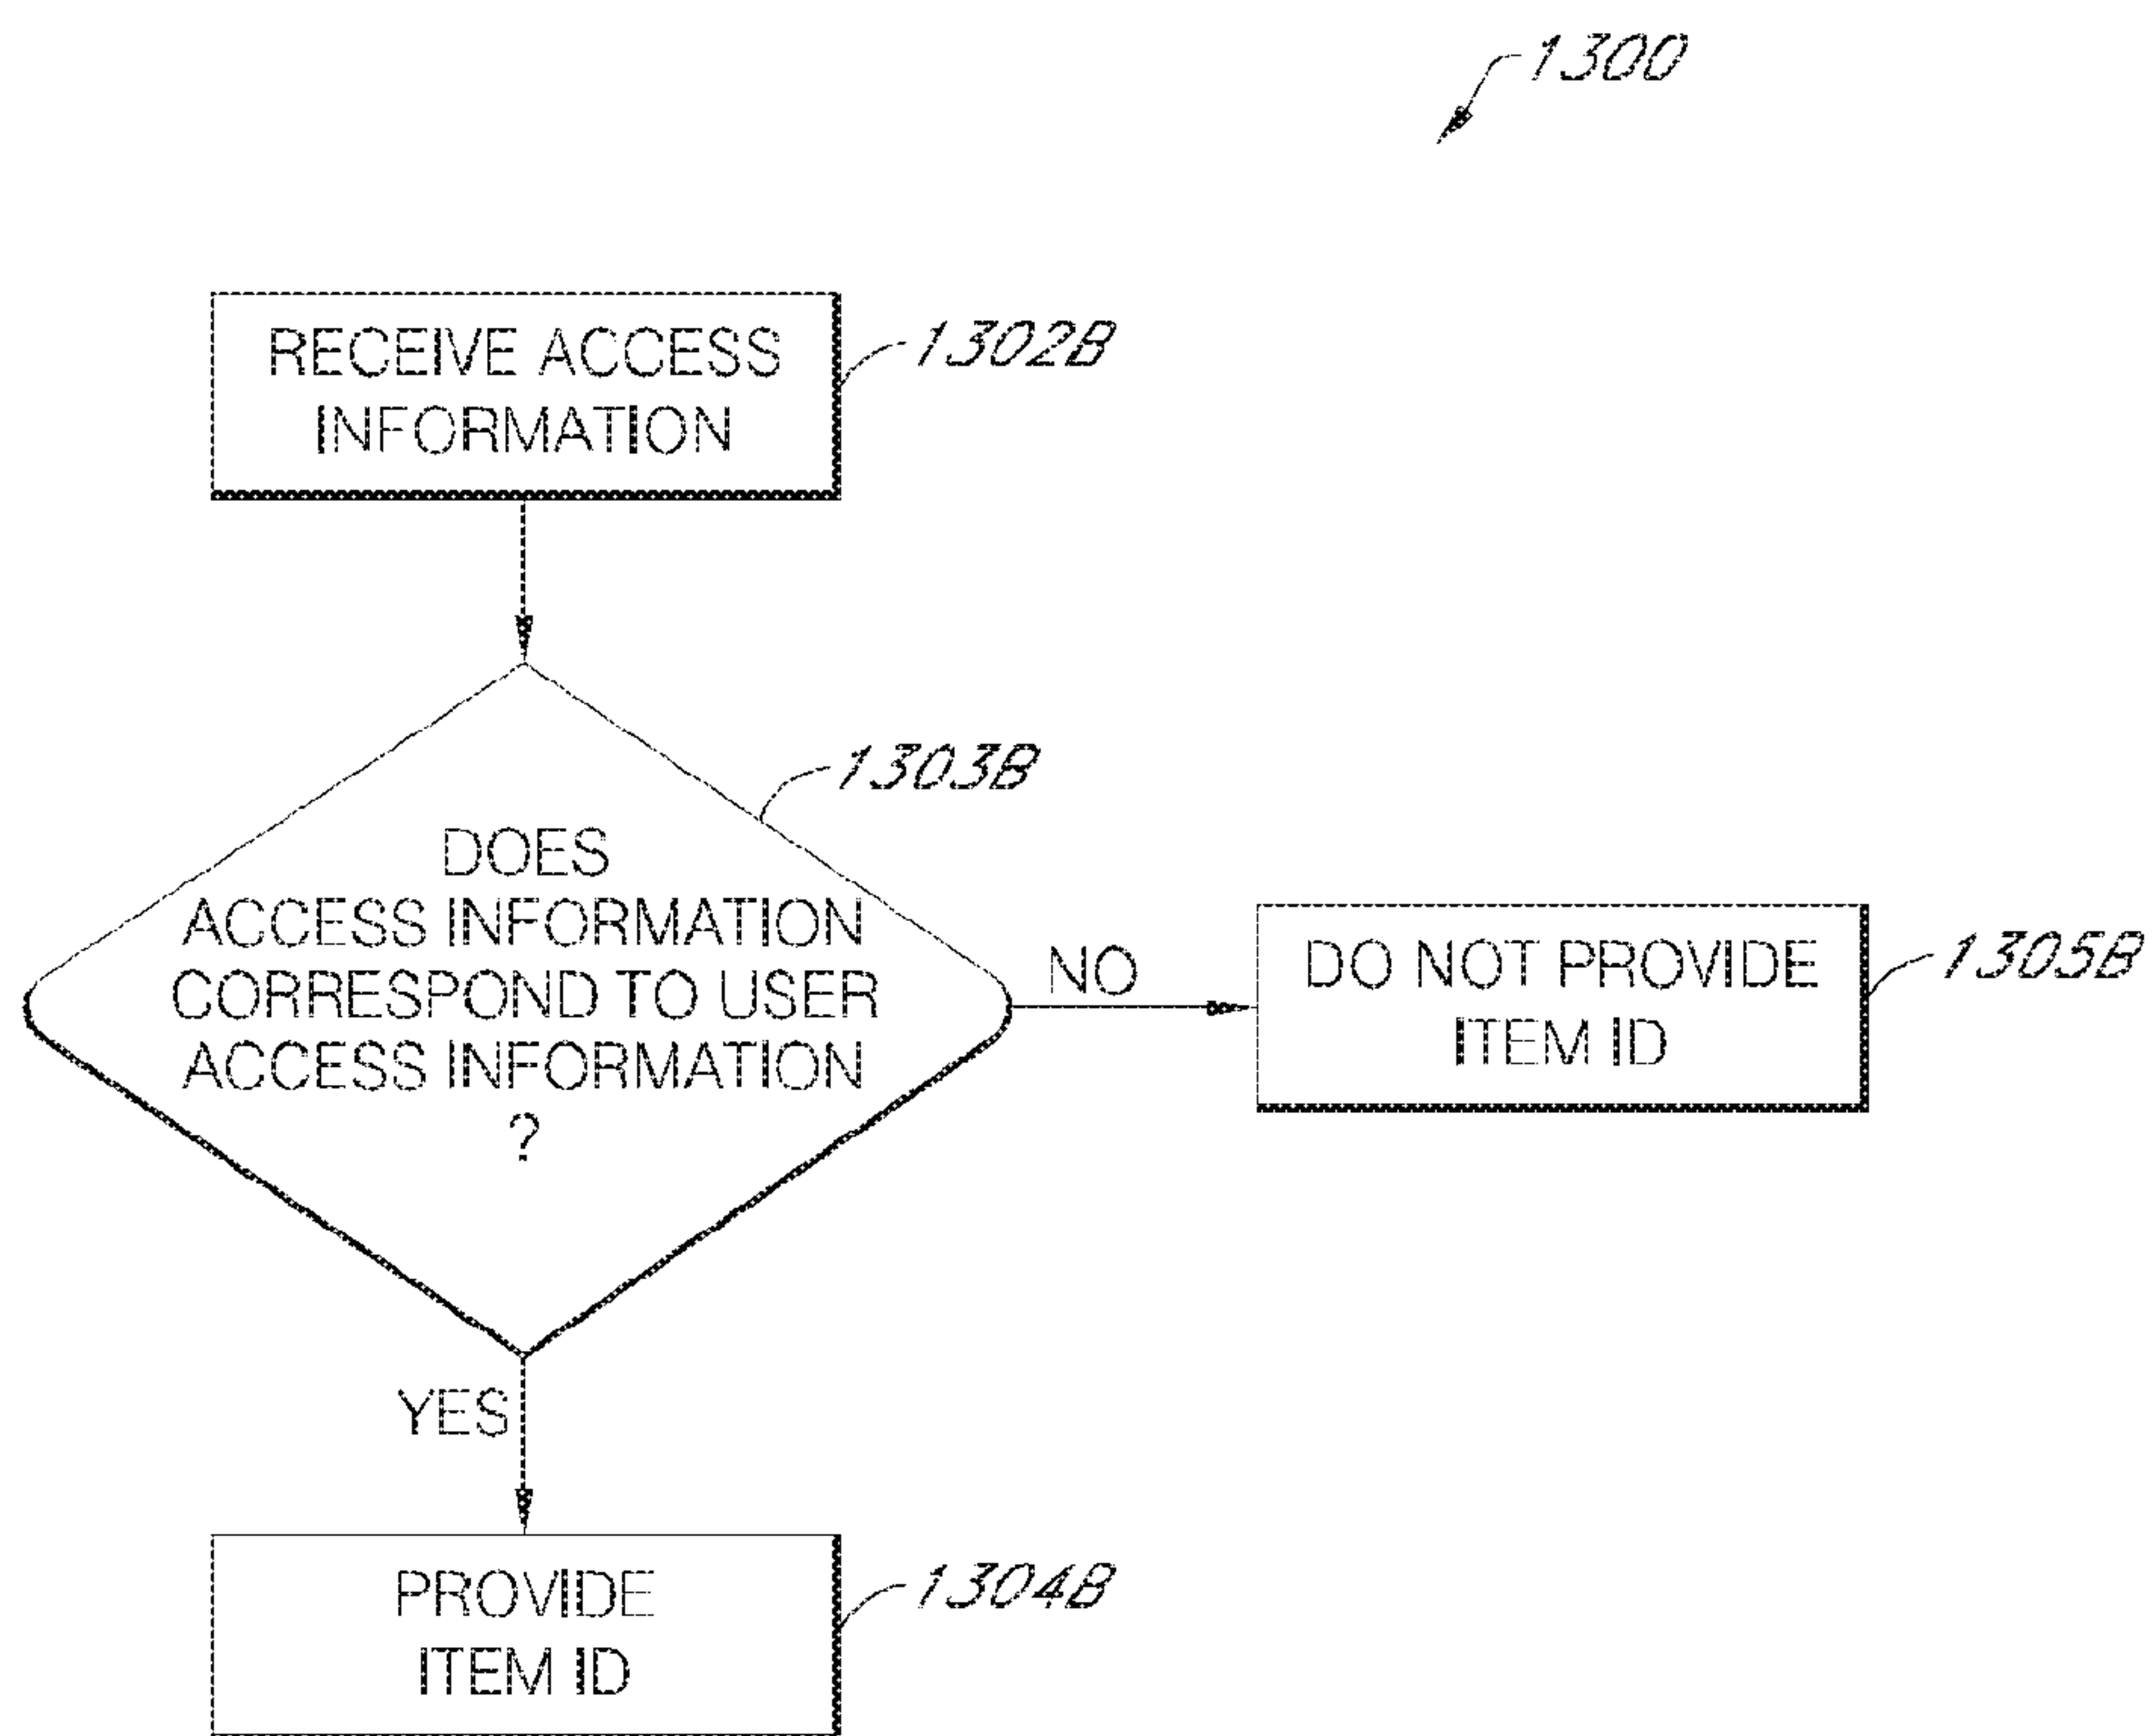 1300
RECEIVE ACCESS
INFORMATION
1302B
1303B
DOES
ACCESS INFORMATION
CORRESPOND TO USER
ACCESS INFORMATION
?
NO
DO NOT PROVIDE
ITEM ID
1305B
YES
PROVIDE
ITEM ID
1304B